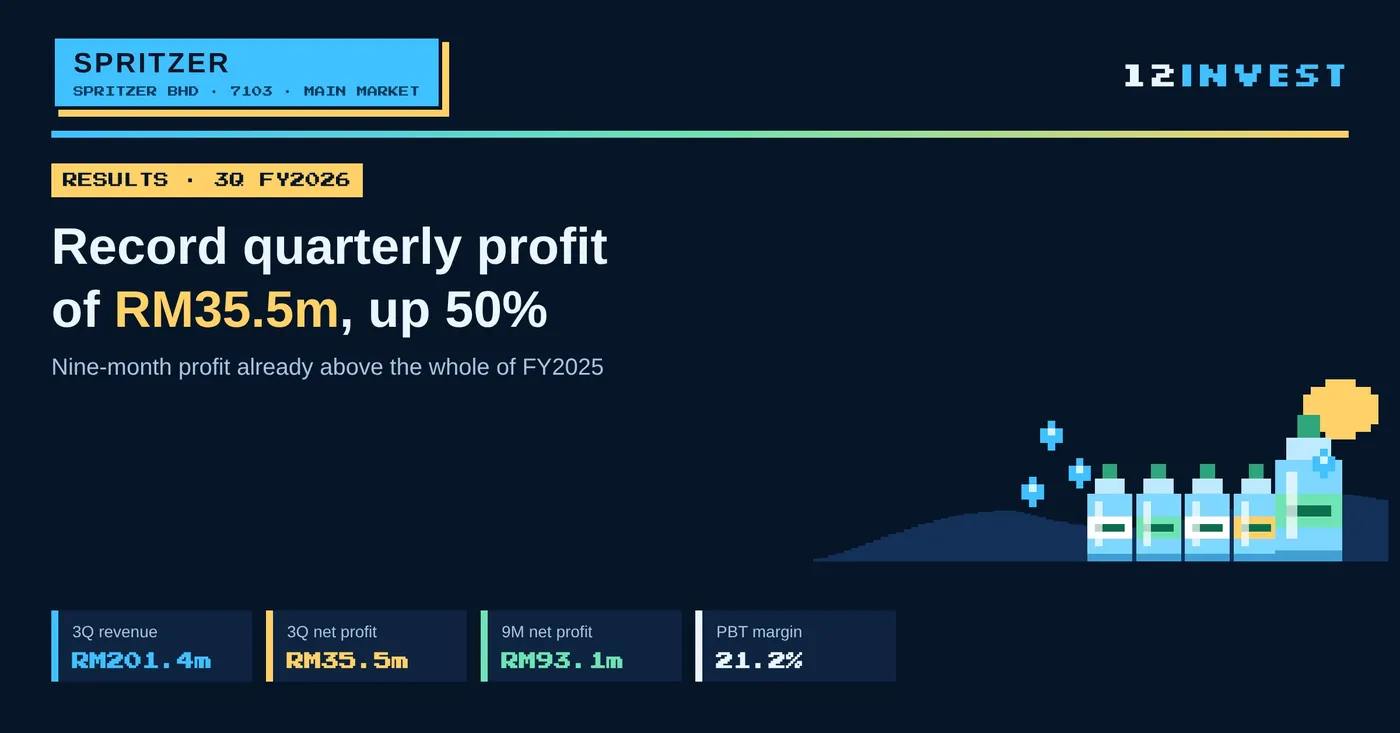 SPRITZER
SPRITZER BHD · 7103 · MAIN MARKET
12INVEST
RESULTS · 3Q FY2026
Record quarterly profit
of RM35.5m, up 50%
Nine-month profit already above the whole of FY2025
3Q revenue
RM201.4m
3Q net profit
RM35.5m
9M net profit
RM93.1m
PBT margin
21.2%